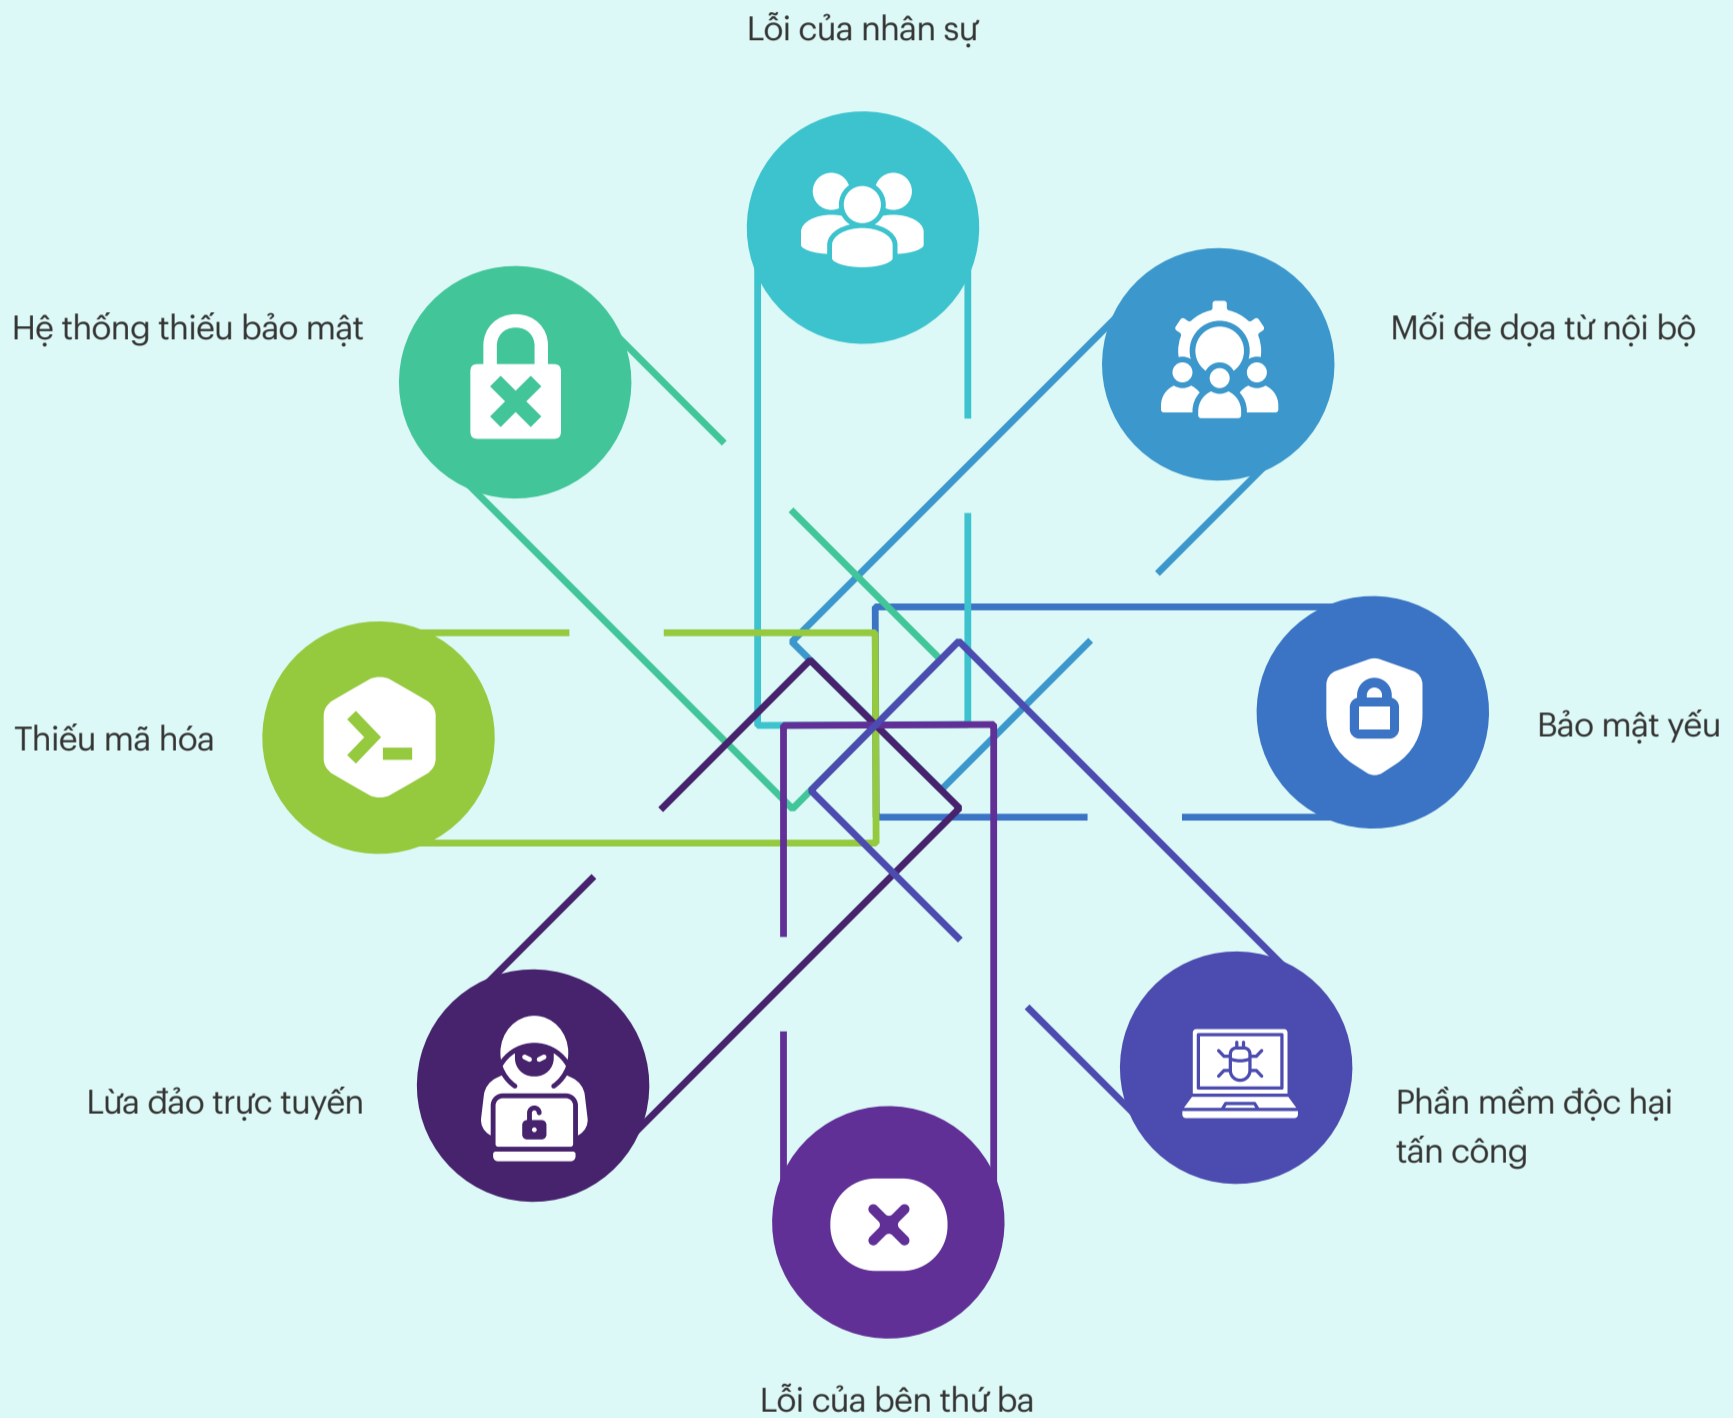 Lỗi của nhân sự
Hệ thống thiếu bảo mật
Mối đe dọa từ nội bộ
Thiếu mã hóa
Bảo mật yếu
Lừa đảo trực tuyến
Phần mềm độc hại
tấn công
Lỗi của bên thứ ba